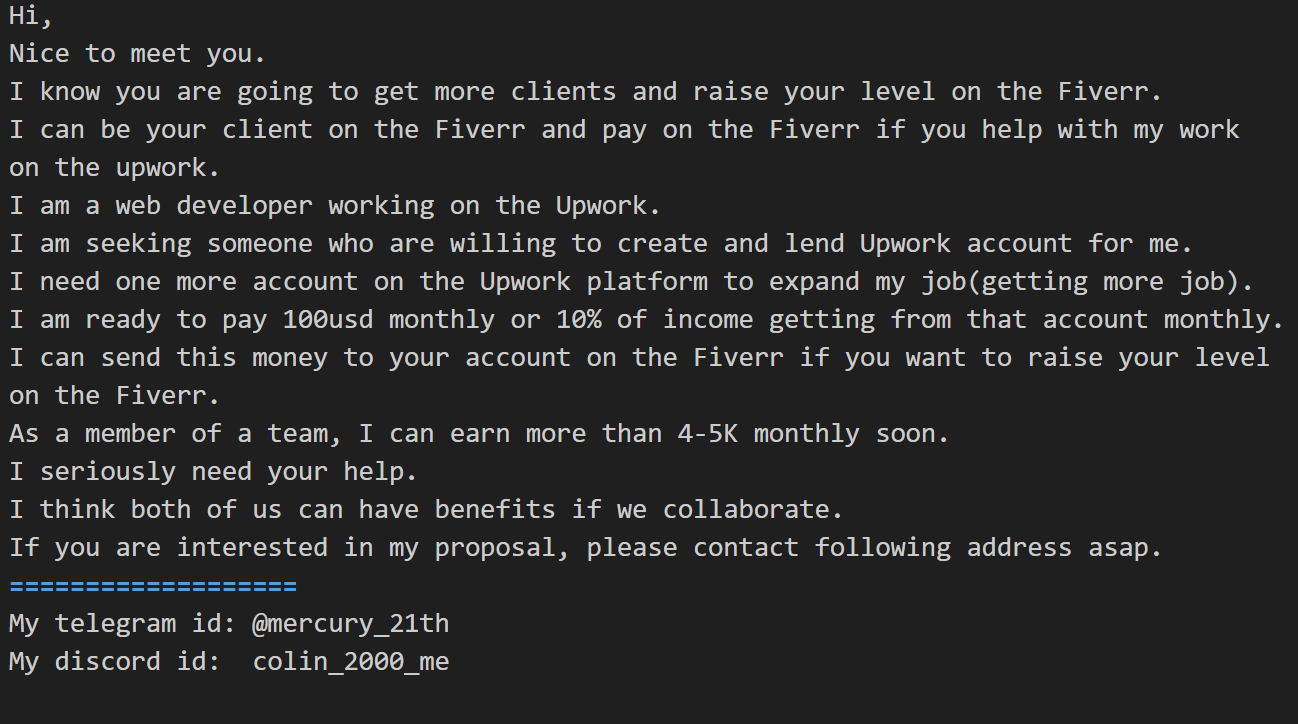 Hi,
Nice to meet you.
I know you are going to get more clients and raise your level on the Fiverr.
I can be your client on the Fiverr and pay on the Fiverr if you help with my work
on the upwork.
I am a web developer working on the Upwork.
I am seeking someone who are willing to create and lend Upwork account for me.
I need one more account on the Upwork platform to expand my job(getting more job).
I am ready to pay 100usd monthly or 10% of income getting from that account monthly.
I can send this money to your account on the Fiverr if you want to raise your level
on the Fiverr.
As a member of a team, I can earn more than 4-5K monthly soon.
I seriously need your help.
I think both of us can have benefits if we collaborate.
If you are interested in my proposal, please contact following address asap.
===================
My telegram id: @mercury_21th
My discord id:  colin_2000_me